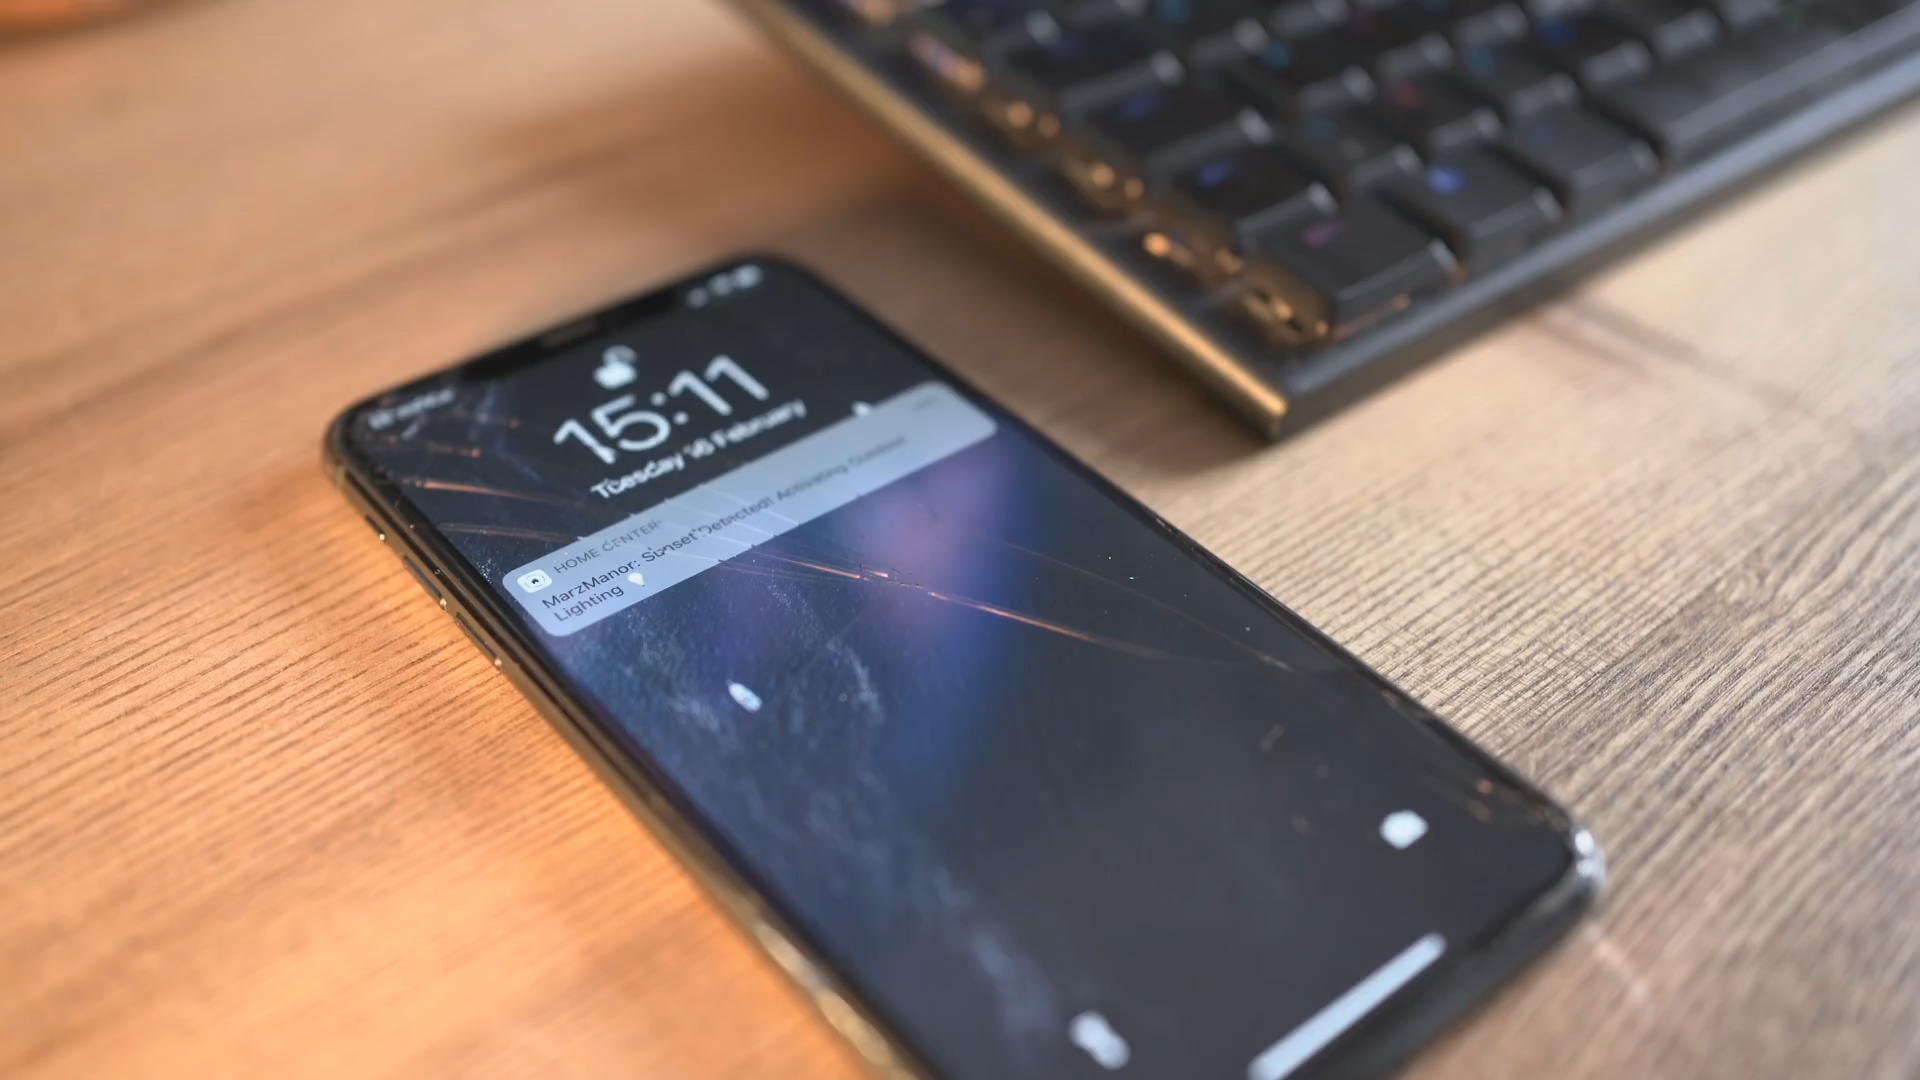 15:11
Tuesday 16 February
HOME CENTER
MarzManor: Sunset Detected! Activating Outdoor
Lighting